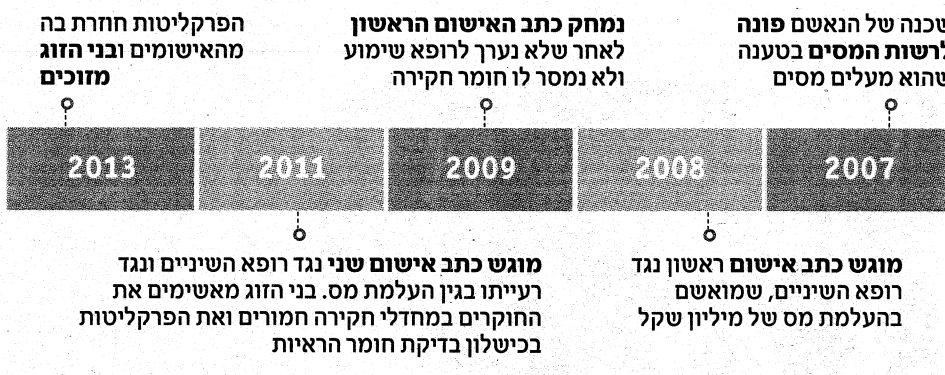 שכנה של הנאשם פונה
לרשות המסים בטענה
שהוא מעלים מסים
2007
מוגש כתב אישום ראשון נגד
רופא השיניים, שמואשם
בהעלמת מס של מיליון שקל
2008
נמחק כתב האישום הראשון
לאחר שלא נערך לרופא שימוע
ולא נמסר לו חומר חקירה
2009
מוגש כתב אישום שני נגד רופא השיניים ונגד
רעייתו בגין העלמת מס. בני הזוג מאשימים את
החוקרים במחדלי חקירה חמורים ואת הפרקליטות
בכישלון בדיקת חומר הראיות
2011
הפרקליטות חוזרת בה
מהאישומים ובני הזוג
מזוכים
2013